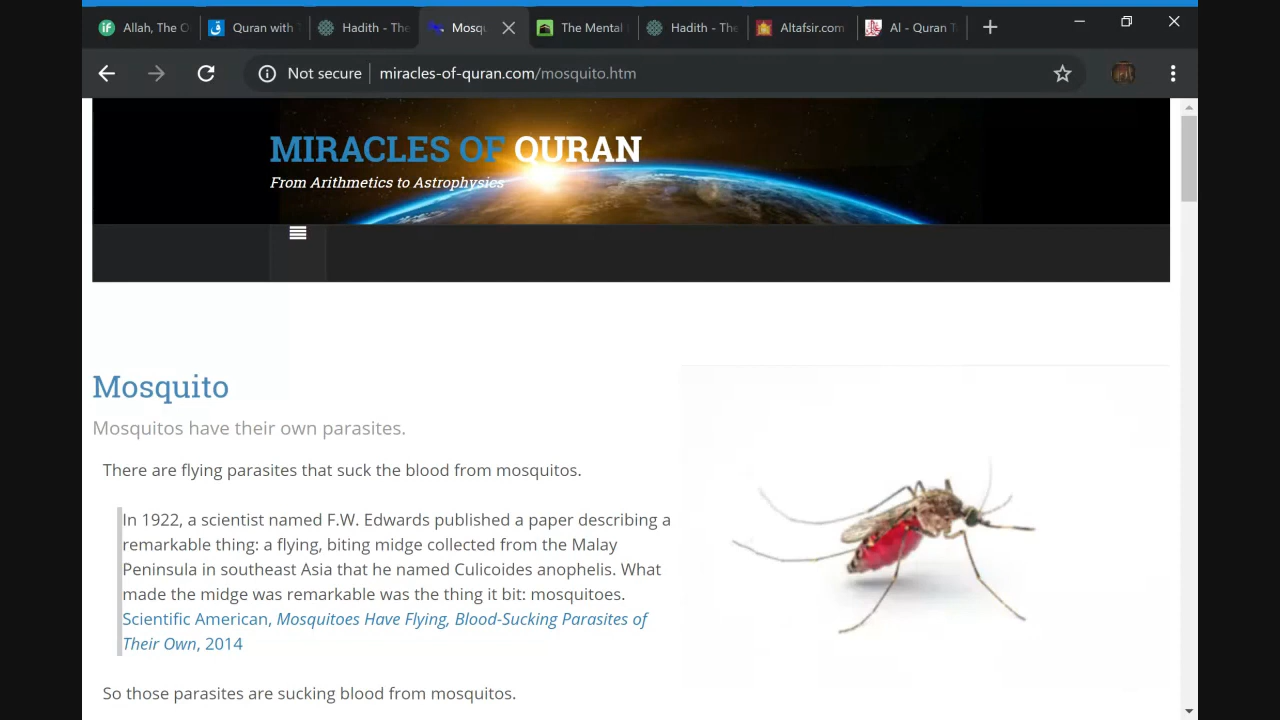 Allah, The O
Quran with T
Hadith - The
Mosqu
The Mental
Hadith - The
Altafsir.com
Al - Quran T
Not secure
miracles-of-quran.com/mosquito.htm
MIRACLES OF QURAN
From Arithmetics to Astrophysics
Mosquito
Mosquitos have their own parasites.
There are flying parasites that suck the blood from mosquitos.
In 1922, a scientist named F.W. Edwards published a paper describing a
remarkable thing: a flying, biting midge collected from the Malay
Peninsula in southeast Asia that he named Culicoides anophelis. What
made the midge was remarkable was the thing it bit: mosquitoes.
Scientific American, Mosquitoes Have Flying, Blood-Sucking Parasites of
Their Own, 2014
So those parasites are sucking blood from mosquitos.